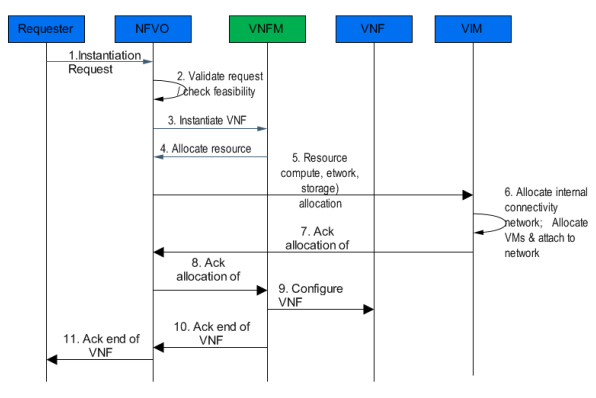 Requester
NFVO
VNFM
VNF
VIM
1.Instantiation
Request
2. Validate request
/ check feasibility
3. Instantiate VNF
4. Allocate resource
5. Resource
compute, etwork,
storage)
allocation
6. Allocate internal
connectivity
network; Allocate
VMs & attach to
network
7. Ack
allocation of
8. Ack
allocation of
9. Configure
VNF
10. Ack end of
VNF
11. Ack end of
VNF